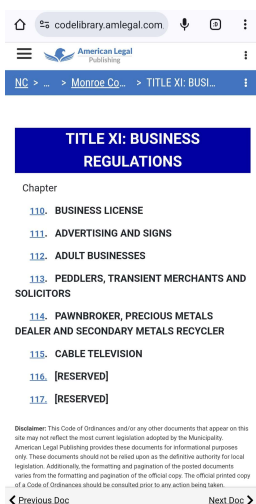 codelibrary.amlegal.com
:D
American Legal
Publishing
NC > ... > Monroe Co... > TITLE XI: BUSI...
TITLE XI: BUSINESS
REGULATIONS
Chapter
110. BUSINESS LICENSE
111. ADVERTISING AND SIGNS
112. ADULT BUSINESSES
113. PEDDLERS, TRANSIENT MERCHANTS AND
SOLICITORS
114. PAWNBROKER, PRECIOUS METALS
DEALER AND SECONDARY METALS RECYCLER
115. CABLE TELEVISION
116. [RESERVED]
117. [RESERVED]
Disclaimer: This Code of Ordinances and/or any other documents that appear on this
site may not reflect the most current legislation adopted by the Municipality.
American Legal Publishing provides these documents for informational purposes
only. These documents should not be relied upon as the definitive authority for local
legislation. Additionally, the formatting and pagination of the posted documents
varies from the formatting and pagination of the official copy. The official printed copy
of a Code of Ordinances should be consulted prior to any action being taken.
Previous Doc
Next Doc